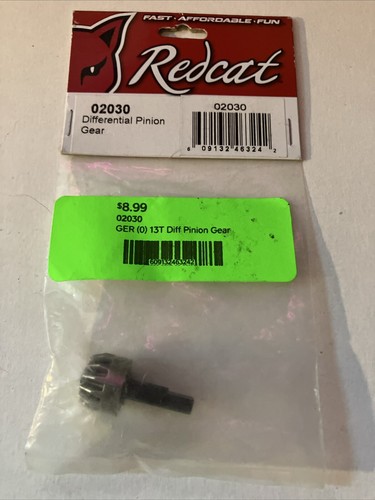 FAST · AFFORDABLE · FUN
Redcat
02030
Differential Pinion
Gear
02030
6 09132 46324 2
$8.99
02030
GER (0) 13T Diff Pinion Gear
609132463242